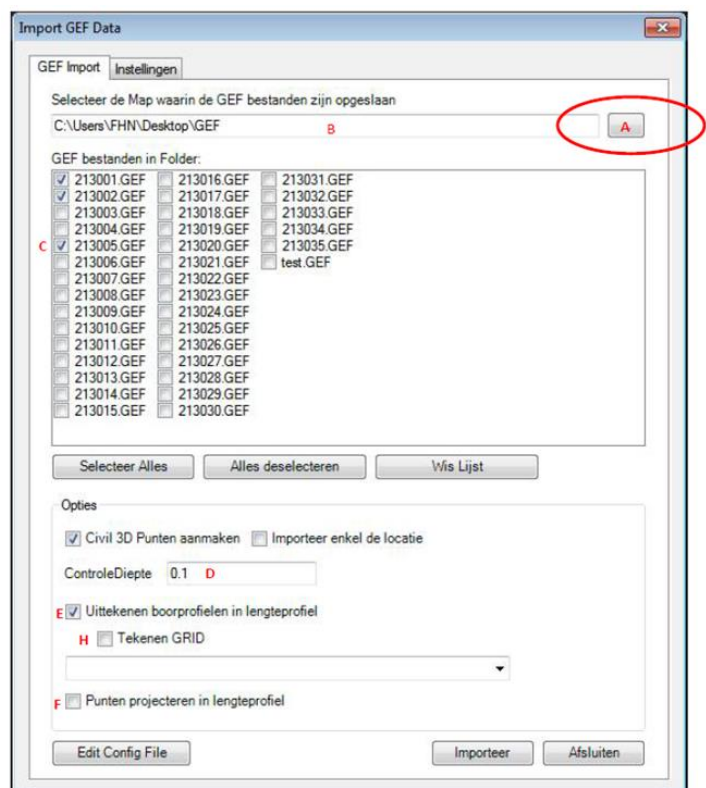 Import GEF Data
GEF Import Instellingen
Selecteer de Map waarin de GEF bestanden zijn opgeslaan
C:\Users\FHN\Desktop\GEF B A
GEF bestanden in Folder:
213001.GEF 213016.GEF 213031.GEF
213002.GEF 213017.GEF 213032.GEF
213003.GEF 213018.GEF 213033.GEF
213004.GEF 213019.GEF 213034.GEF
C 213005.GEF 213020.GEF 213035.GEF
213006.GEF 213021.GEF test.GEF
213007.GEF 213022.GEF
213008.GEF 213023.GEF
213009.GEF 213024.GEF
213010.GEF 213025.GEF
213011.GEF 213026.GEF
213012.GEF 213027.GEF
213013.GEF 213028.GEF
213014.GEF 213029.GEF
213015.GEF 213030.GEF
Selecteer Alles Alles deselecteren Wis Lijst
Opties
Civil 3D Punten aanmaken Importeer enkel de locatie
ControleDiepte 0.1 D
E Uittekenen boorprofielen in lengteprofiel
H Tekenen GRID
F Punten projecteren in lengteprofiel
Edit Config File Importeer Afsluiten